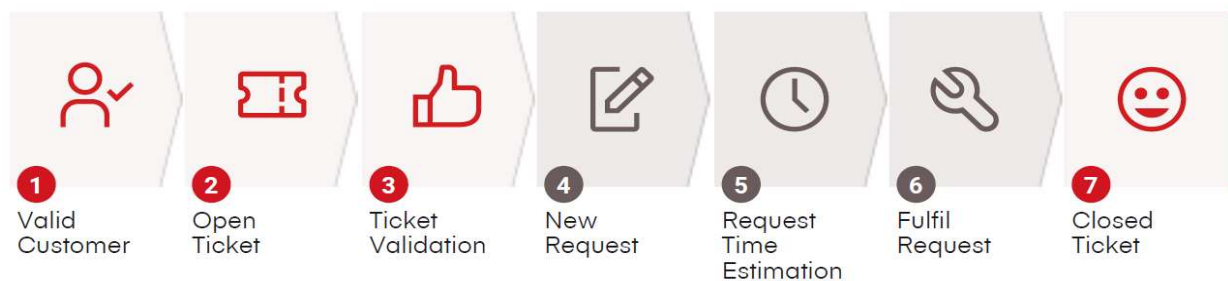 1
Valid
Customer
2
Open
Ticket
3
Ticket
Validation
4
New
Request
5
Request
Time
Estimation
6
Fulfil
Request
7
Closed
Ticket